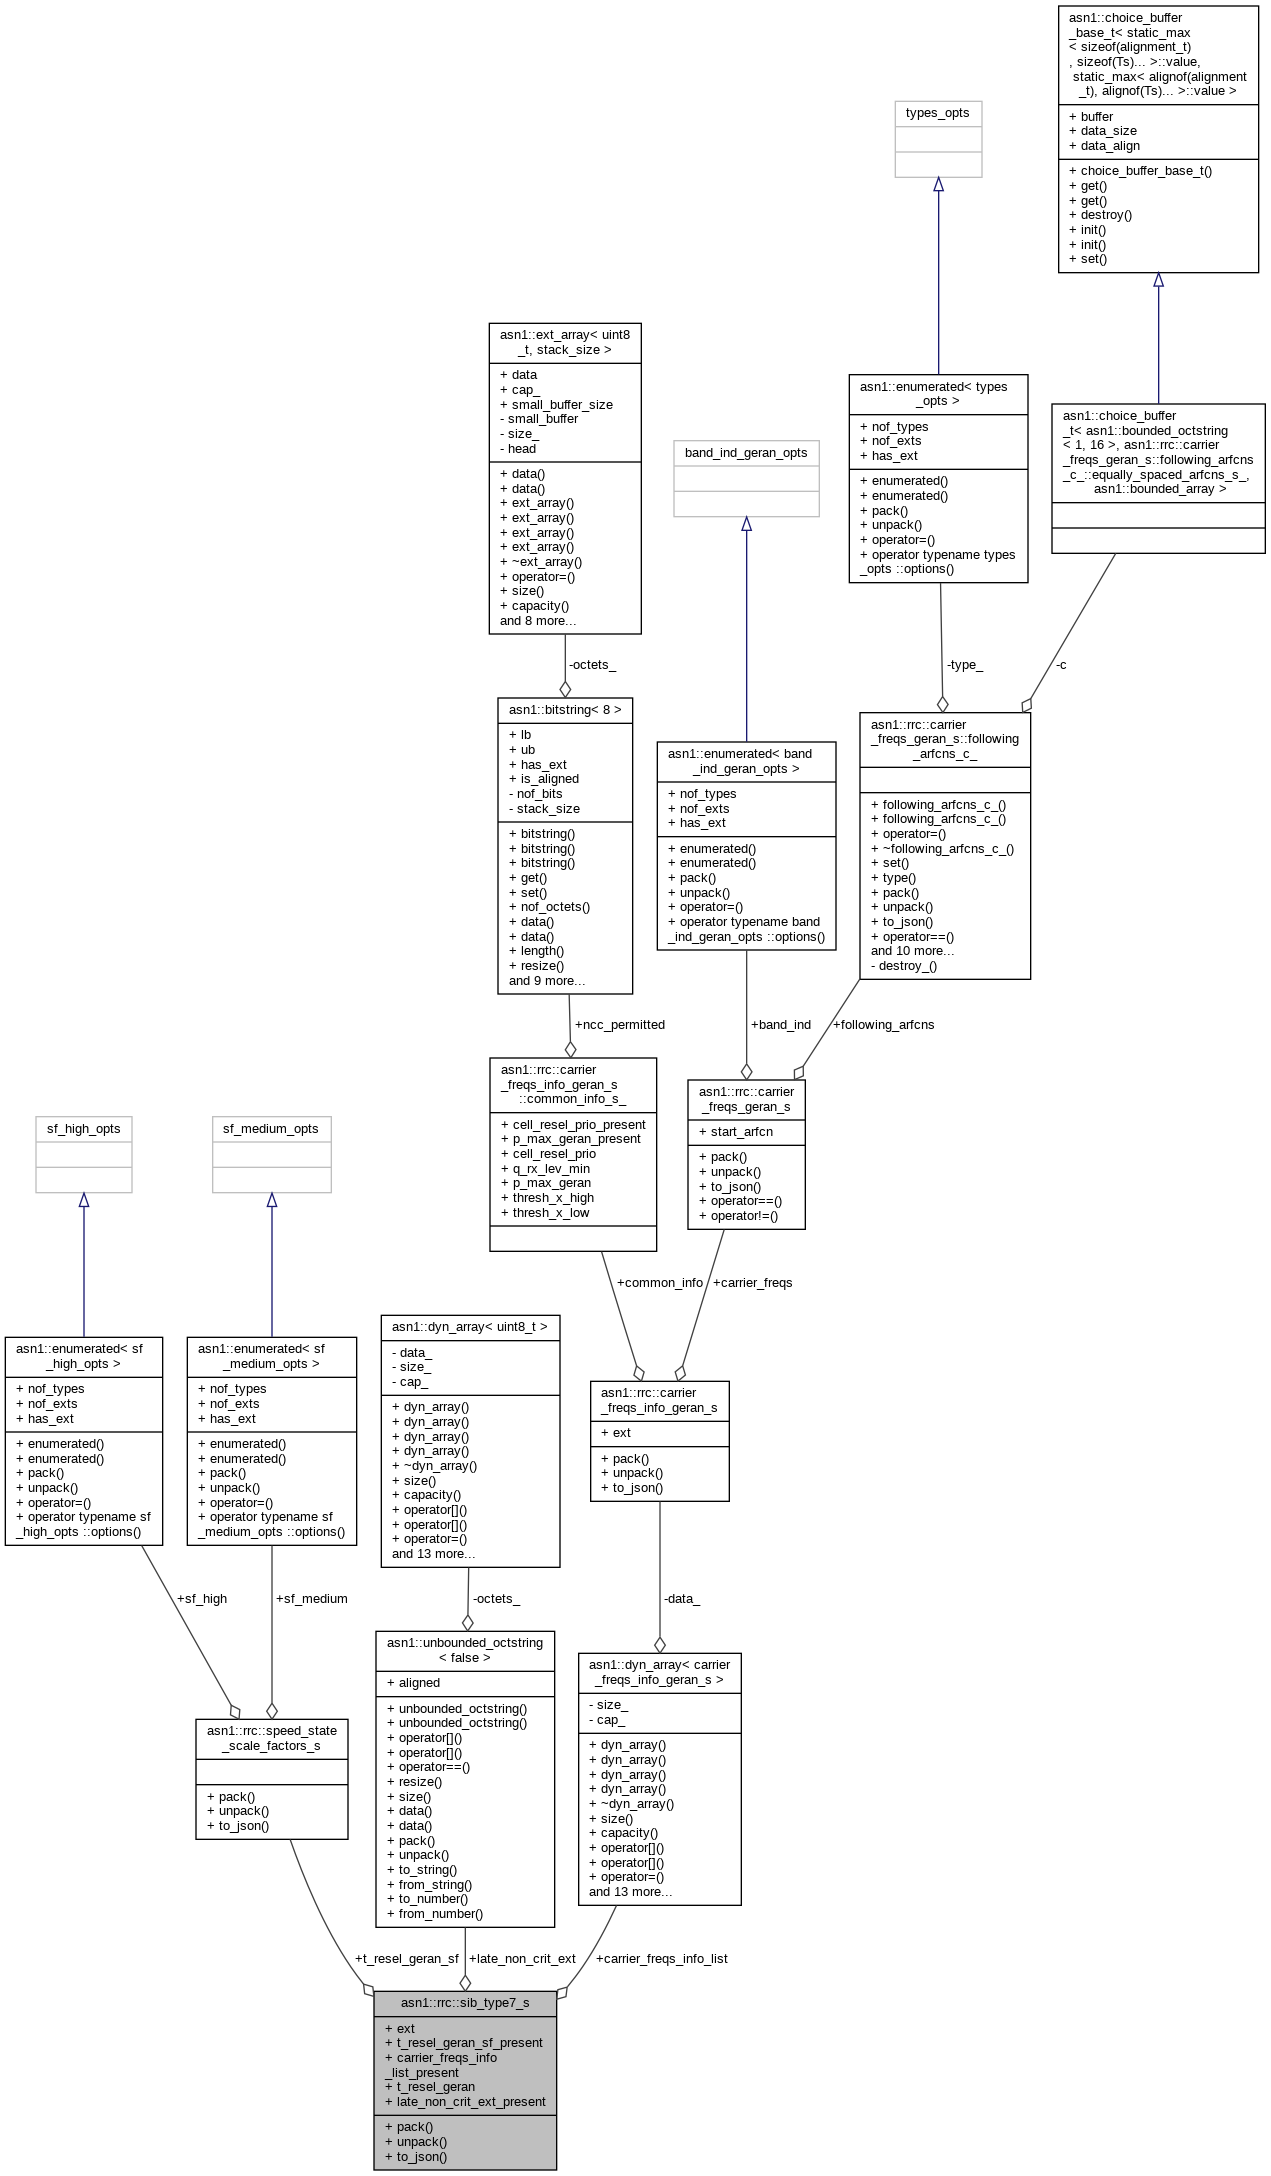 asn1::choice_buffer
_base_t< static_max
< sizeof(alignment_t)
, sizeof(Ts)... >::value,
static_max< alignof(alignment
_t), alignof(Ts)... >::value >
+ buffer
+ data_size
+ data_align
+ choice_buffer_base_t()
+ get()
+ get()
+ destroy()
+ init()
+ init()
+ set()
types_opts
asn1::ext_array< uint8
_t, stack_size >
+ data
+ cap_
+ small_buffer_size
- small_buffer
- size_
- head
+ data()
+ data()
+ ext_array()
+ ext_array()
+ ext_array()
+ ext_array()
+ ~ext_array()
+ operator=()
+ size()
+ capacity()
and 8 more...
band_ind_geran_opts
asn1::enumerated< types
_opts >
+ nof_types
+ nof_exts
+ has_ext
+ enumerated()
+ enumerated()
+ pack()
+ unpack()
+ operator=()
+ operator typename types
_opts ::options()
asn1::choice_buffer
_t< asn1::bounded_octstring
< 1, 16 >, asn1::rrc::carrier
_freqs_geran_s::following_arfcns
_c_::equally_spaced_arfcns_s_,
asn1::bounded_array >
-octets_
-type_
-c
asn1::bitstring< 8 >
+ lb
+ ub
+ has_ext
+ is_aligned
- nof_bits
- stack_size
+ bitstring()
+ bitstring()
+ bitstring()
+ get()
+ set()
+ nof_octets()
+ data()
+ data()
+ length()
+ resize()
and 9 more...
asn1::enumerated< band
_ind_geran_opts >
+ nof_types
+ nof_exts
+ has_ext
+ enumerated()
+ enumerated()
+ pack()
+ unpack()
+ operator=()
+ operator typename band
_ind_geran_opts ::options()
asn1::rrc::carrier
_freqs_geran_s::following
_arfcns_c_
+ following_arfcns_c_()
+ following_arfcns_c_()
+ operator=()
+ ~following_arfcns_c_()
+ set()
+ type()
+ pack()
+ unpack()
+ to_json()
+ operator==()
and 10 more...
- destroy_()
+ncc_permitted
+band_ind
+following_arfcns
asn1::rrc::carrier
_freqs_info_geran_s
::common_info_s_
+ cell_resel_prio_present
+ p_max_geran_present
+ cell_resel_prio
+ q_rx_lev_min
+ p_max_geran
+ thresh_x_high
+ thresh_x_low
asn1::rrc::carrier
_freqs_geran_s
+ start_arfcn
+ pack()
+ unpack()
+ to_json()
+ operator==()
+ operator!=()
sf_high_opts
sf_medium_opts
+common_info
+carrier_freqs
asn1::enumerated< sf
_high_opts >
+ nof_types
+ nof_exts
+ has_ext
+ enumerated()
+ enumerated()
+ pack()
+ unpack()
+ operator=()
+ operator typename sf
_high_opts ::options()
asn1::enumerated< sf
_medium_opts >
+ nof_types
+ nof_exts
+ has_ext
+ enumerated()
+ enumerated()
+ pack()
+ unpack()
+ operator=()
+ operator typename sf
_medium_opts ::options()
asn1::dyn_array< uint8_t >
- data_
- size_
- cap_
+ dyn_array()
+ dyn_array()
+ dyn_array()
+ dyn_array()
+ ~dyn_array()
+ size()
+ capacity()
+ operator[]()
+ operator[]()
+ operator=()
and 13 more...
asn1::rrc::carrier
_freqs_info_geran_s
+ ext
+ pack()
+ unpack()
+ to_json()
+sf_high
+sf_medium
-octets_
-data_
asn1::rrc::speed_state
_scale_factors_s
+ pack()
+ unpack()
+ to_json()
asn1::unbounded_octstring
< false >
+ aligned
+ unbounded_octstring()
+ unbounded_octstring()
+ operator[]()
+ operator[]()
+ operator==()
+ resize()
+ size()
+ data()
+ data()
+ pack()
+ unpack()
+ to_string()
+ from_string()
+ to_number()
+ from_number()
asn1::dyn_array< carrier
_freqs_info_geran_s >
- size_
- cap_
+ dyn_array()
+ dyn_array()
+ dyn_array()
+ dyn_array()
+ ~dyn_array()
+ size()
+ capacity()
+ operator[]()
+ operator[]()
+ operator=()
and 13 more...
+t_resel_geran_sf
+late_non_crit_ext
+carrier_freqs_info_list
asn1::rrc::sib_type7_s
+ ext
+ t_resel_geran_sf_present
+ carrier_freqs_info
_list_present
+ t_resel_geran
+ late_non_crit_ext_present
+ pack()
+ unpack()
+ to_json()